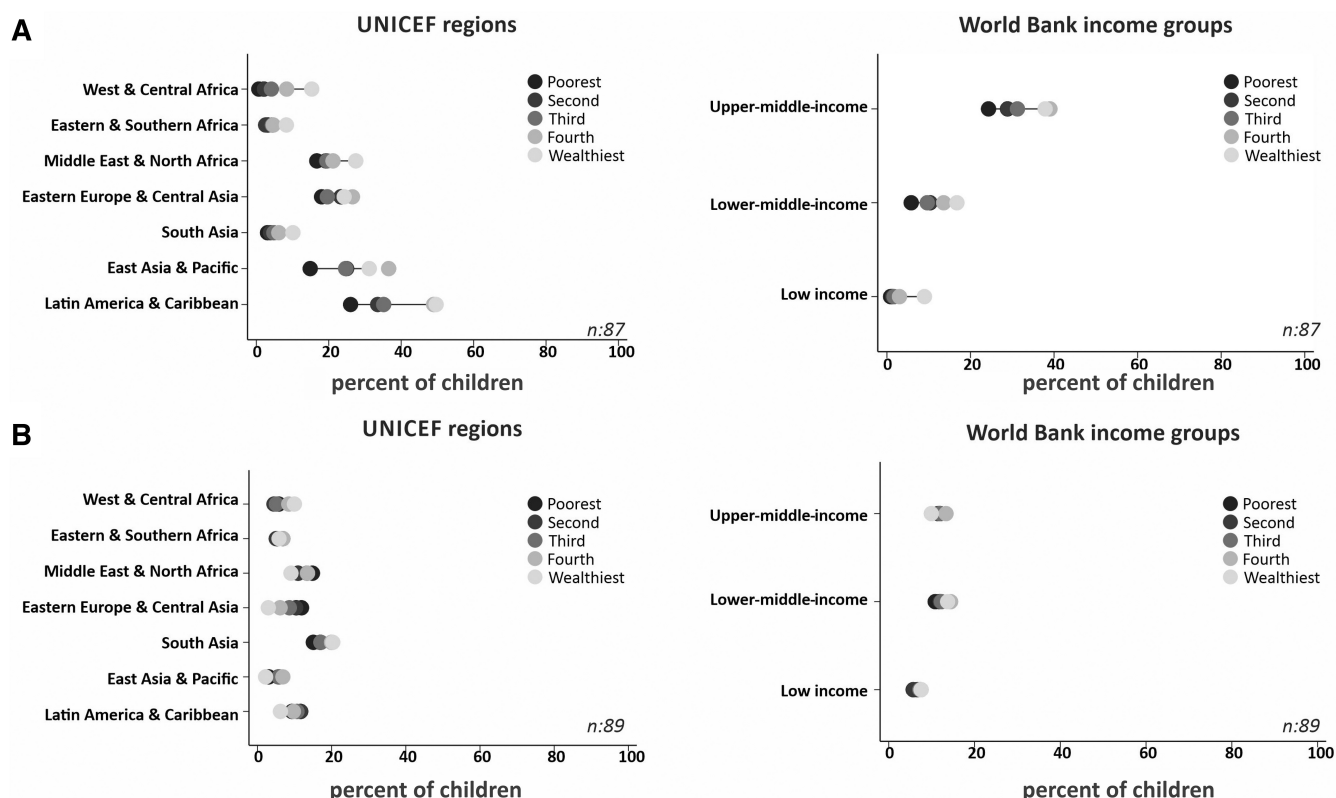 A
UNICEF regions
West & Central Africa
Eastern & Southern Africa
Middle East & North Africa
Eastern Europe & Central Asia
South Asia
East Asia & Pacific
Latin America & Caribbean
Poorest
Second
Third
Fourth
Wealthiest
n:87
0 20 40 60 80 100
percent of children
World Bank income groups
Upper-middle-income
Lower-middle-income
Low income
Poorest
Second
Third
Fourth
Wealthiest
n:87
0 20 40 60 80 100
percent of children
B
UNICEF regions
West & Central Africa
Eastern & Southern Africa
Middle East & North Africa
Eastern Europe & Central Asia
South Asia
East Asia & Pacific
Latin America & Caribbean
Poorest
Second
Third
Fourth
Wealthiest
n:89
0 20 40 60 80 100
percent of children
World Bank income groups
Upper-middle-income
Lower-middle-income
Low income
Poorest
Second
Third
Fourth
Wealthiest
n:89
0 20 40 60 80 100
percent of children